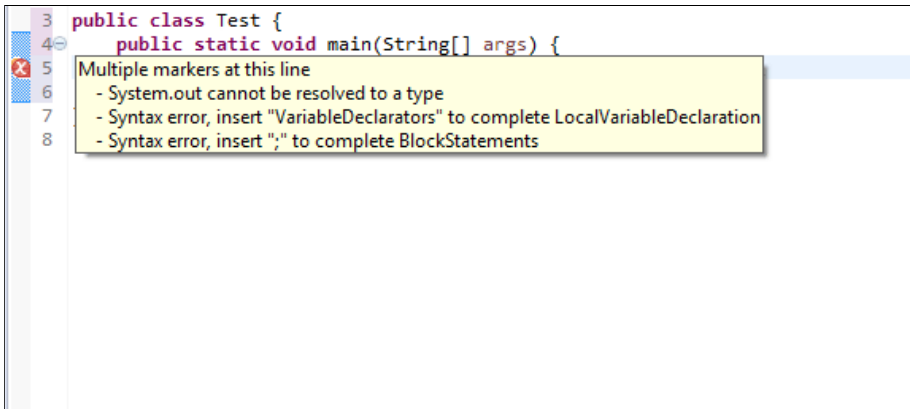 3 public class Test {
4 public static void main(String[] args) {
5 Multiple markers at this line
6 - System.out cannot be resolved to a type
7 - Syntax error, insert "VariableDeclarators" to complete LocalVariableDeclaration
8 - Syntax error, insert ";" to complete BlockStatements